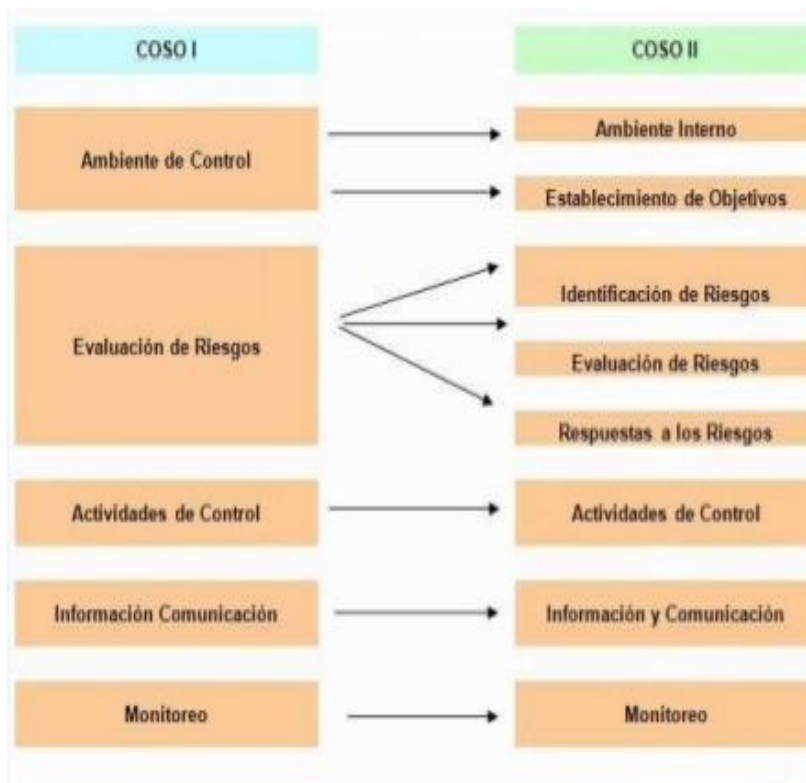 COSO I
COSO II
Ambiente de Control
Ambiente Interno
Establecimiento de Objetivos
Evaluación de Riesgos
Identificación de Riesgos
Evaluación de Riesgos
Respuestas a los Riesgos
Actividades de Control
Actividades de Control
Información Comunicación
Información y Comunicación
Monitoreo
Monitoreo